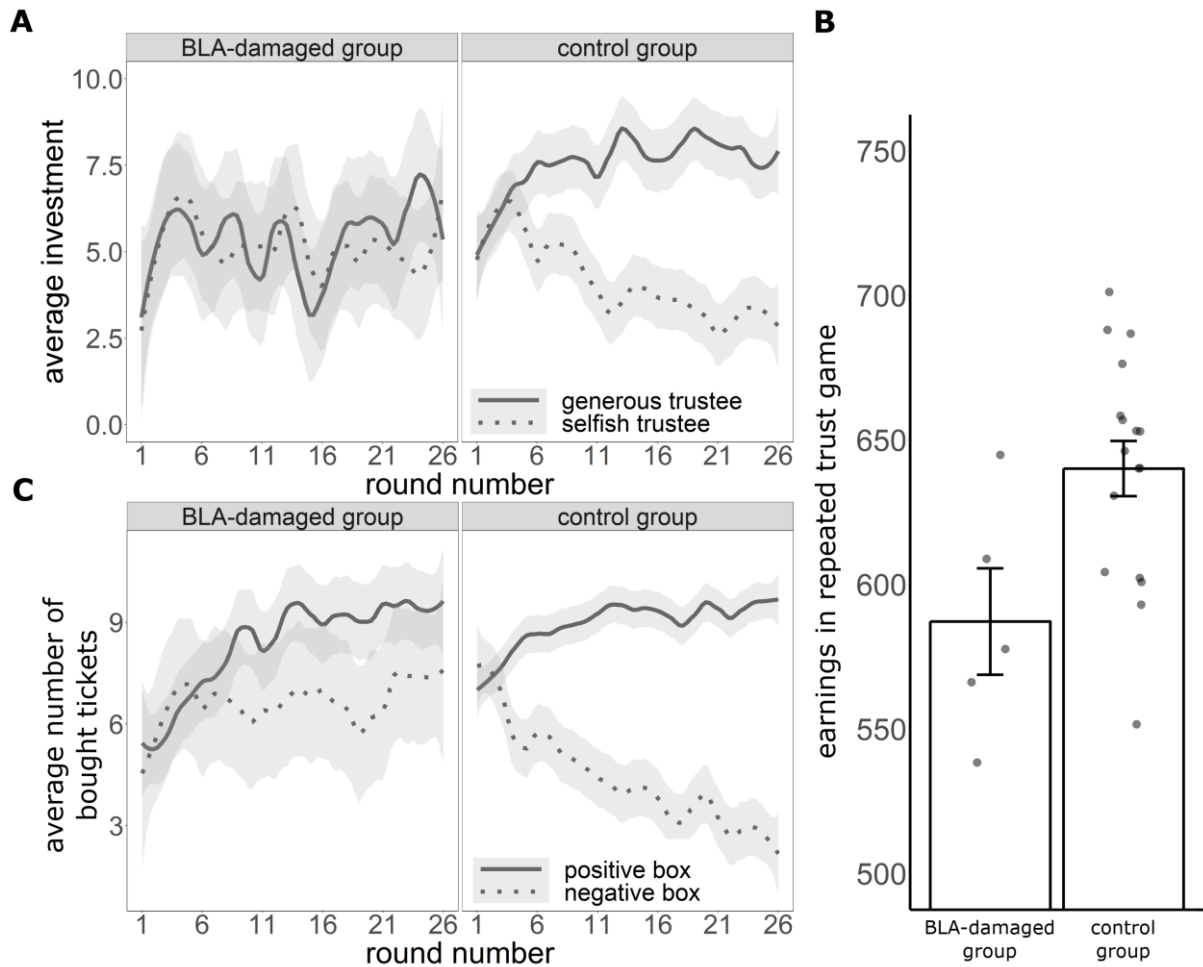 A
BLA-damaged group
control group
10.0
7.5
5.0
2.5
0.0
average investment
generous trustee
selfish trustee
1 6 11 16 21 26
1 6 11 16 21 26
round number
C
BLA-damaged group
control group
9
6
3
average number of
bought tickets
positive box
negative box
1 6 11 16 21 26
1 6 11 16 21 26
round number
B
750
700
650
600
550
500
earnings in repeated trust game
BLA-damaged
group
control
group